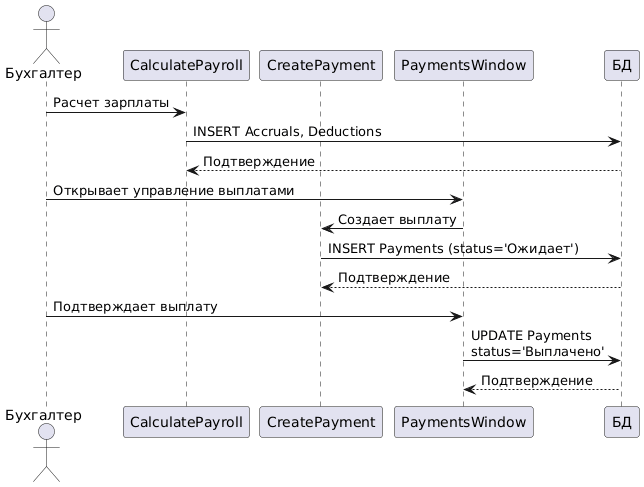 Бухгалтер
CalculatePayroll
CreatePayment
PaymentsWindow
БД
Расчет зарплаты
INSERT Accruals, Deductions
Подтверждение
Открывает управление выплатами
Создает выплату
INSERT Payments (status='Ожидает')
Подтверждение
Подтверждает выплату
UPDATE Payments
status='Выплачено'
Подтверждение
Бухгалтер
CalculatePayroll
CreatePayment
PaymentsWindow
БД